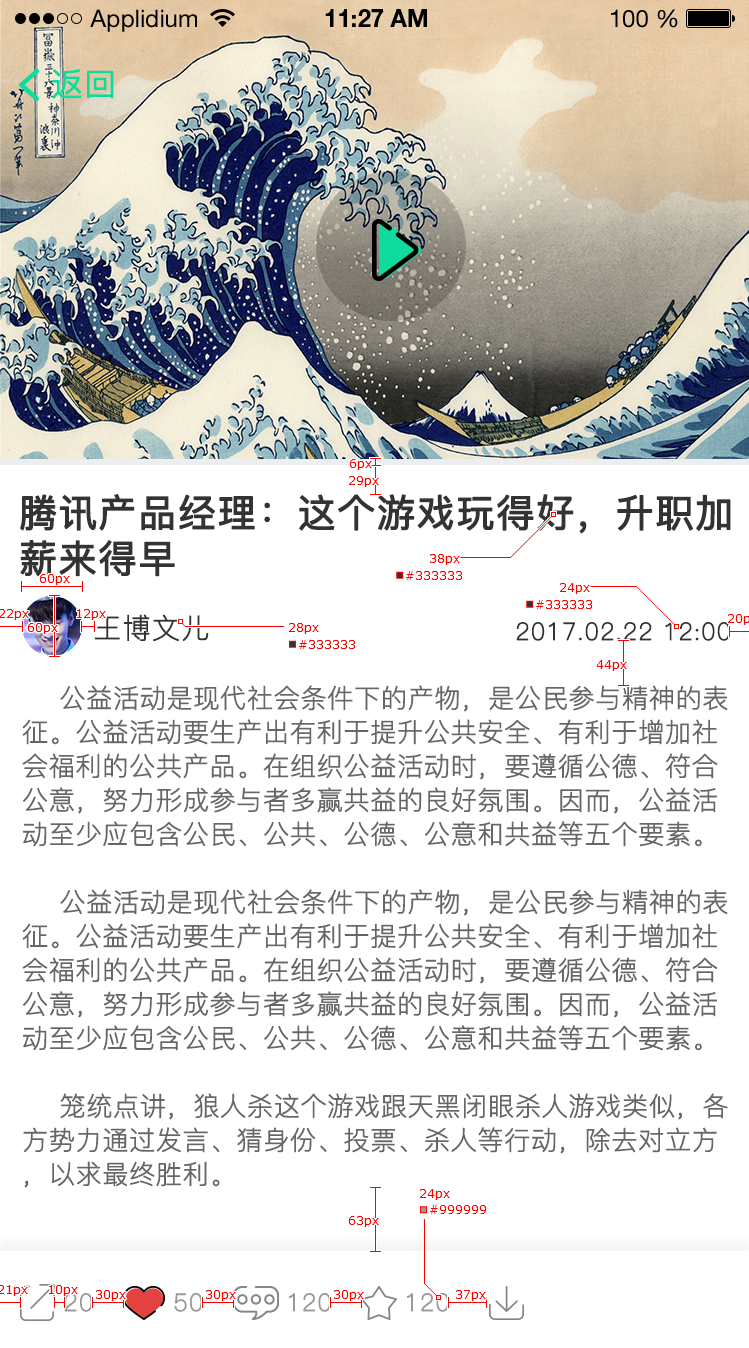 Applidium 11:27 AM 100 %
冨嶽三十六景 神奈川沖浪裏
返回
6px
29px
腾讯产品经理：这个游戏玩得好，升职加
薪来得早
38px
#333333
24px
#333333
60px
22px 60px 12px
王博文儿
28px
#333333
2017.02.22 12:00
20p
44px
公益活动是现代社会条件下的产物，是公民参与精神的表
征。公益活动要生产出有利于提升公共安全、有利于增加社
会福利的公共产品。在组织公益活动时，要遵循公德、符合
公意，努力形成参与者多赢共益的良好氛围。因而，公益活
动至少应包含公民、公共、公德、公意和共益等五个要素。
公益活动是现代社会条件下的产物，是公民参与精神的表
征。公益活动要生产出有利于提升公共安全、有利于增加社
会福利的公共产品。在组织公益活动时，要遵循公德、符合
公意，努力形成参与者多赢共益的良好氛围。因而，公益活
动至少应包含公民、公共、公德、公意和共益等五个要素。
笼统点讲，狼人杀这个游戏跟天黑闭眼杀人游戏类似，各
方势力通过发言、猜身份、投票、杀人等行动，除去对立方
，以求最终胜利。
63px
24px
#999999
21px 10px 30px 30px 30px 37px
20 50 120 120